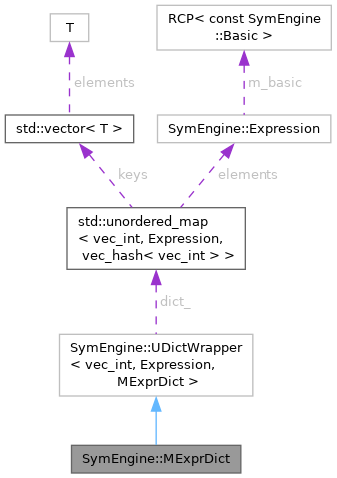 T
RCP< const SymEngine
::Basic >
elements
m_basic
std::vector< T >
SymEngine::Expression
keys
elements
std::unordered_map
< vec_int, Expression,
vec_hash< vec_int > >
dict_
SymEngine::UDictWrapper
< vec_int, Expression,
MExprDict >
SymEngine::MExprDict